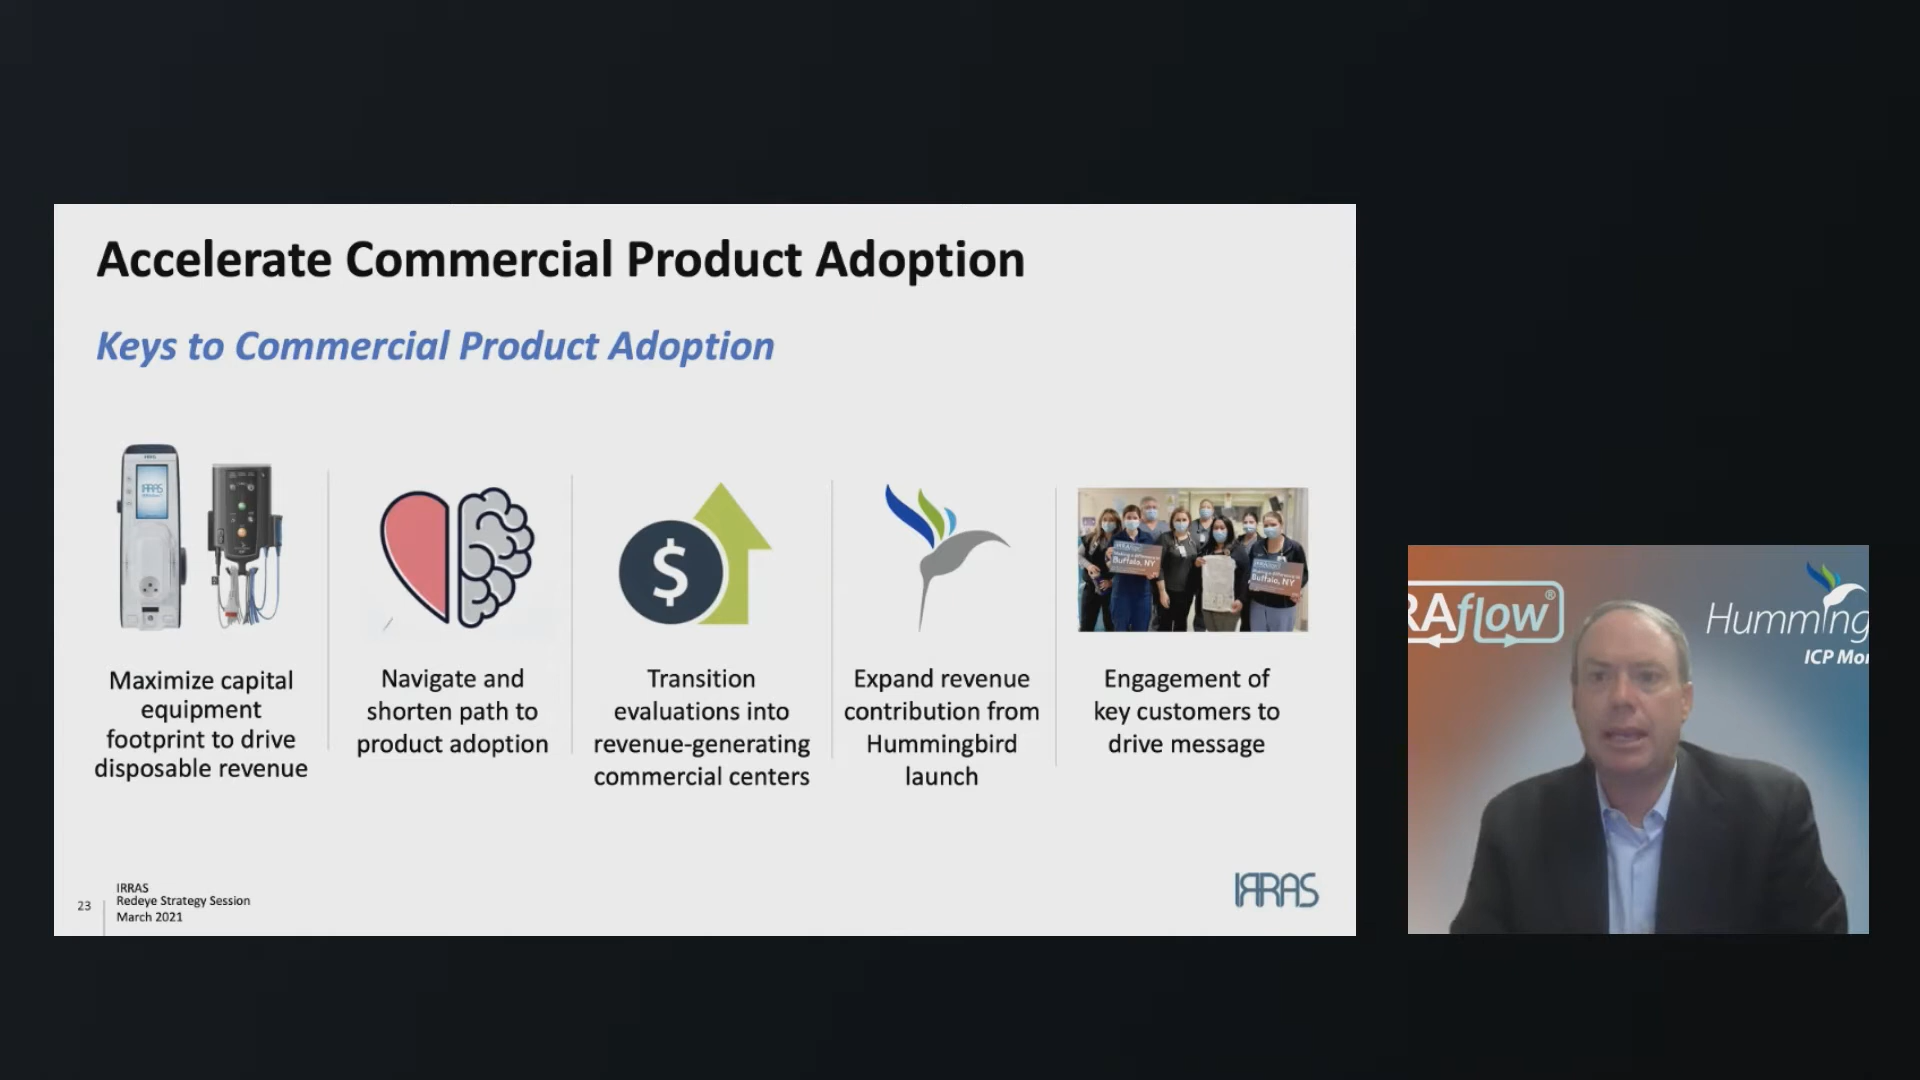 Accelerate Commercial Product Adoption
Keys to Commercial Product Adoption
IRRAS
Buffalo, NY
Buffalo, NY
Maximize capital
equipment
footprint to drive
disposable revenue
Navigate and
shorten path to
product adoption
$
Transition
evaluations into
revenue-generating
commercial centers
Expand revenue
contribution from
Hummingbird
launch
Engagement of
key customers to
drive message
23
IRRAS
Redeye Strategy Session
March 2021
IRRAS
RAflow®
Humming
ICP Mon